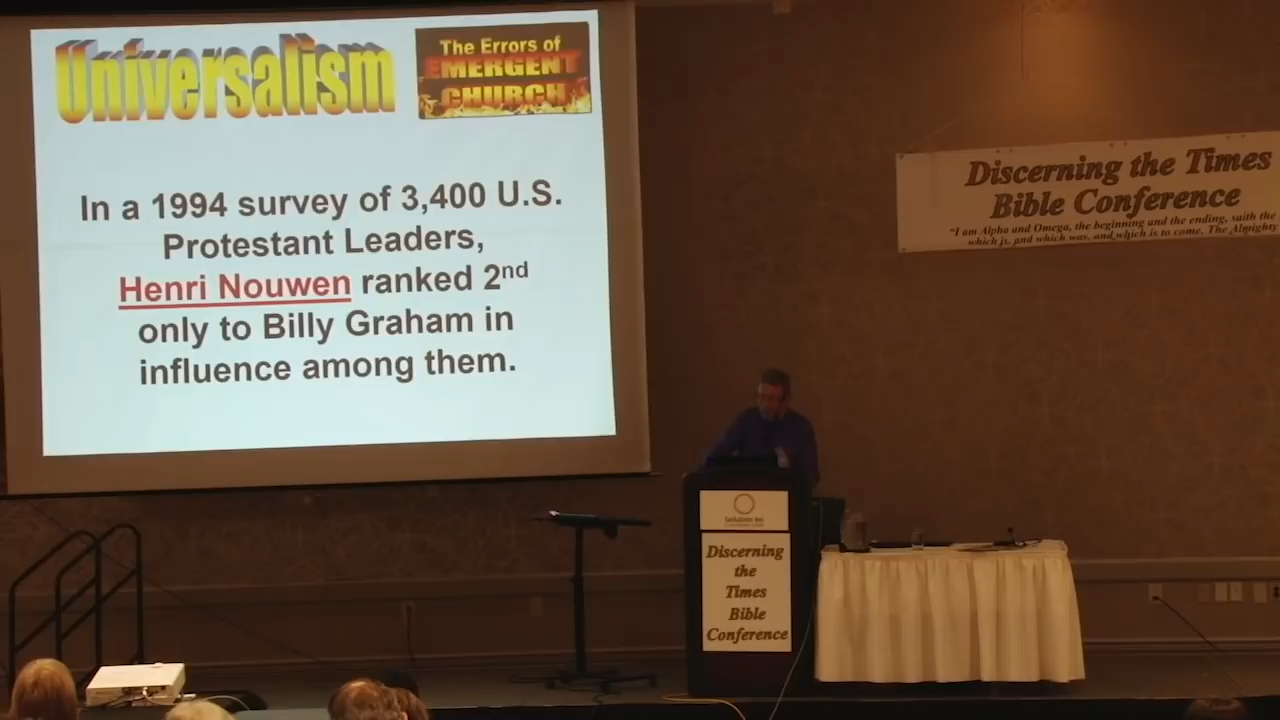 Universalism
The Errors of
EMERGENT
CHURCH
In a 1994 survey of 3,400 U.S.
Protestant Leaders,
Henri Nouwen ranked 2nd
only to Billy Graham in
influence among them.
Discerning the Times
Bible Conference
"I am Alpha and Omega, the beginning and the ending, saith the
which is, and which was, and which is to come, The Almighty
Saskatoon Inn
Discerning
the
Times
Bible
Conference